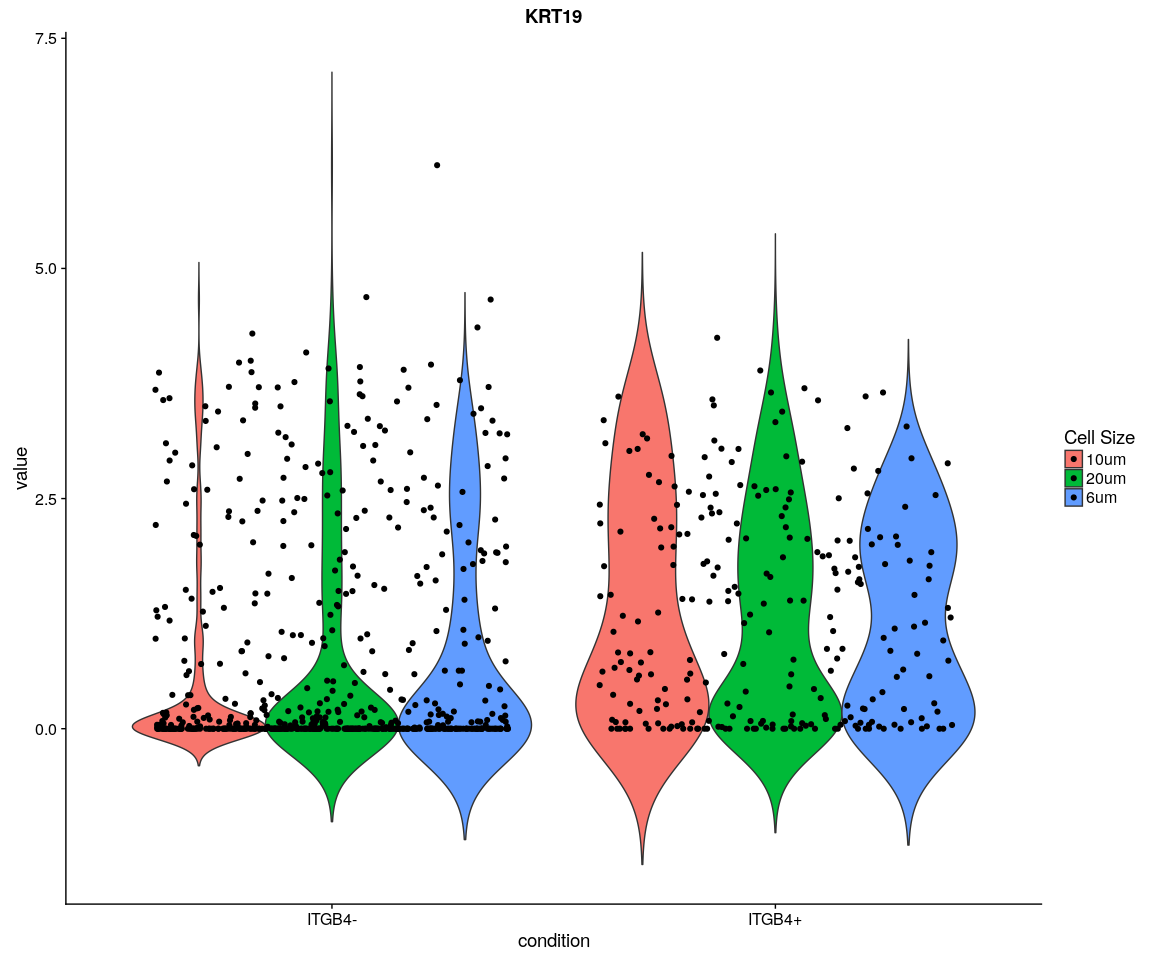 KRT19
7.5
5.0
2.5
0.0
value
ITGB4-
ITGB4+
condition
Cell Size
10um
20um
6um